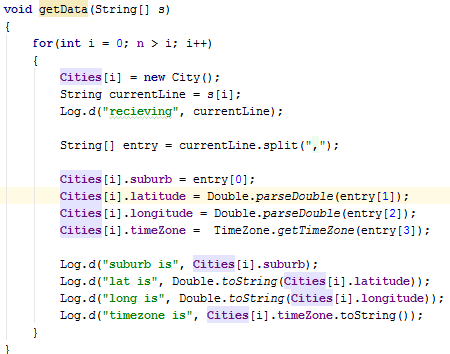 void getData(String[] s)
{
    for(int i = 0; n > i; i++)
    {
        Cities[i] = new City();
        String currentLine = s[i];
        Log.d("recieving", currentLine);

        String[] entry = currentLine.split(",");

        Cities[i].suburb = entry[0];
        Cities[i].latitude = Double.parseDouble(entry[1]);
        Cities[i].longitude = Double.parseDouble(entry[2]);
        Cities[i].timeZone =  TimeZone.getTimeZone(entry[3]);

        Log.d("suburb is", Cities[i].suburb);
        Log.d("lat is", Double.toString(Cities[i].latitude));
        Log.d("long is", Double.toString(Cities[i].longitude));
        Log.d("timezone is", Cities[i].timeZone.toString());
    }
}